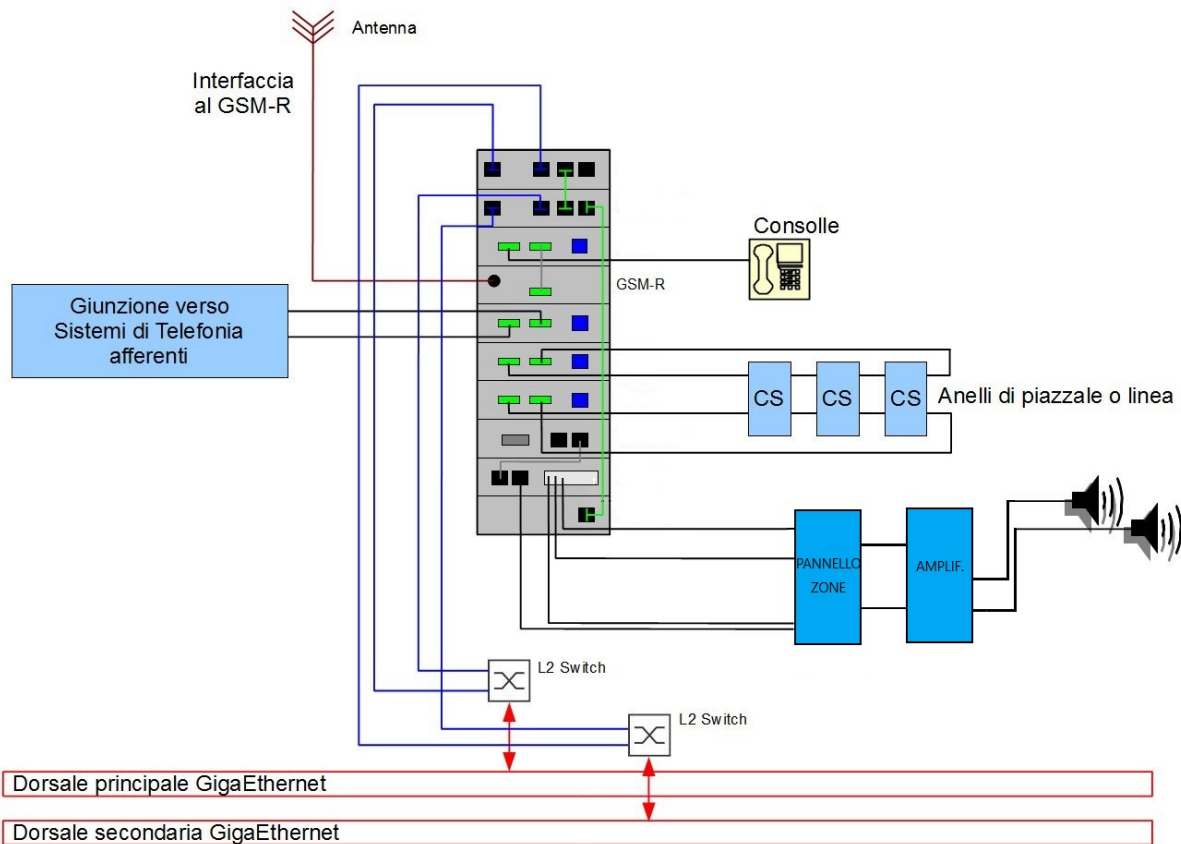 Antenna
Interfaccia
al GSM-R
Consolle
GSM-R
Giunzione verso
Sistemi di Telefonia
afferenti
CS CS CS
Anelli di piazzale o linea
PANNELLO
ZONE
AMPLIF.
L2 Switch
L2 Switch
Dorsale principale GigaEthernet
Dorsale secondaria GigaEthernet